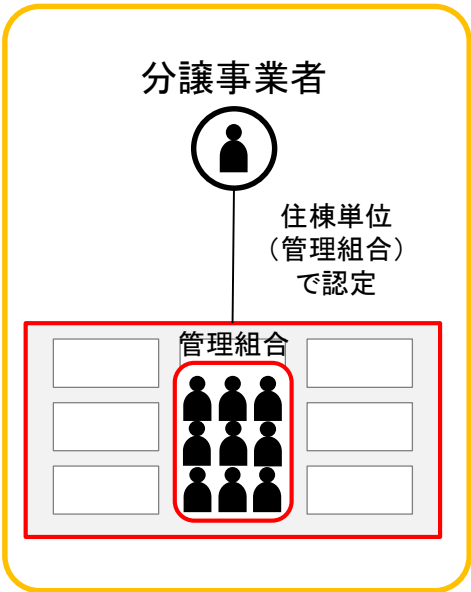 分譲事業者
住棟単位
（管理組合）
で認定
管理組合